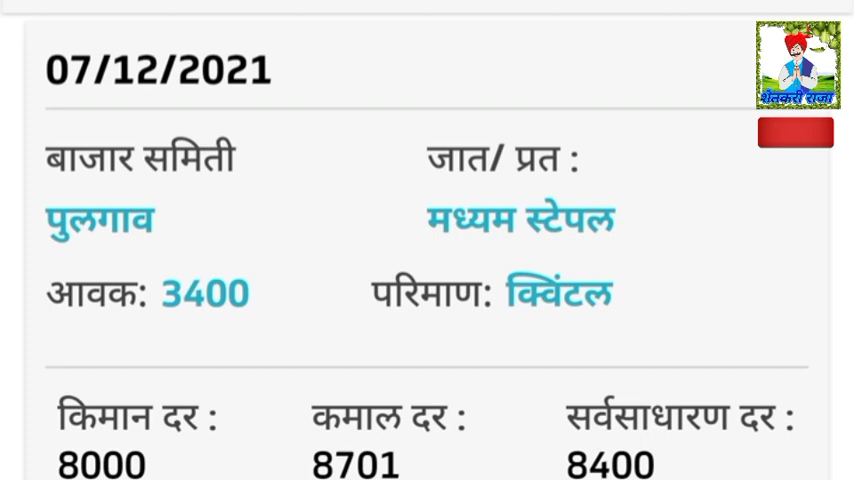 07/12/2021
शेतकरी राजा
बाजार समिती जात/ प्रत :
पुलगाव मध्यम स्टेपल
आवक: 3400 परिमाण: क्विंटल
किमान दर : कमाल दर : सर्वसाधारण दर :
8000 8701 8400